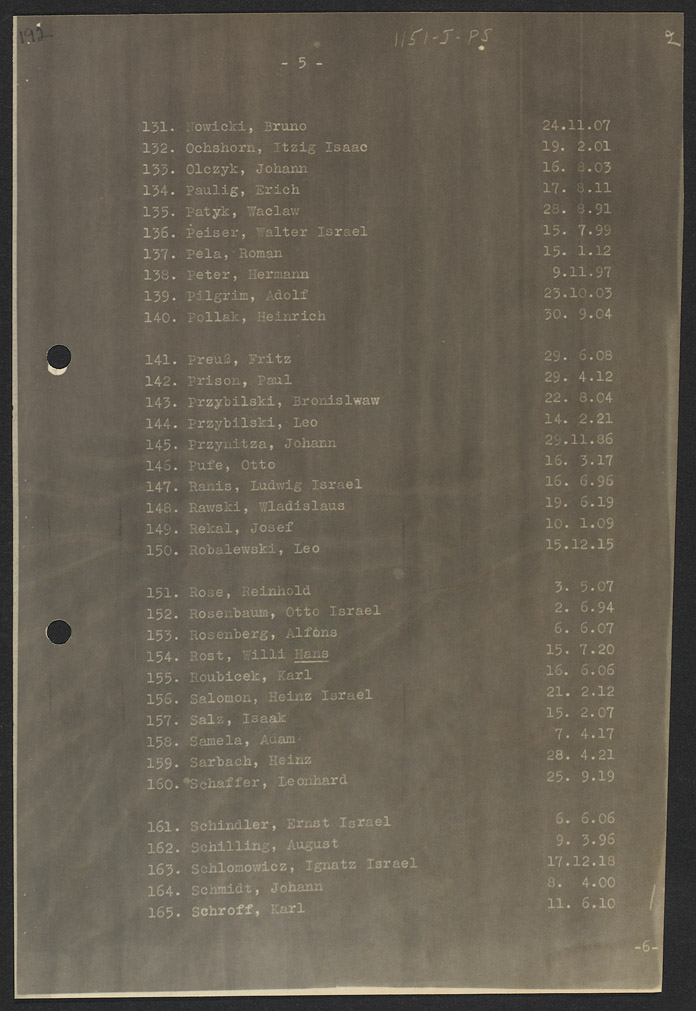 192
1151-J-PS
2
- 5 -
131. Nowicki, Bruno 24.11.07
132. Ochshorn, Itzig Isaac 19. 2.01
133. Olczyk, Johann 16. 8.03
134. Paulig, Erich 17. 8.11
135. Patyk, Waclaw 28. 8.91
136. Peiser, Walter Israel 15. 7.99
137. Pela, Roman 15. 1.12
138. Peter, Hermann 9.11.97
139. Pilgrim, Adolf 23.10.03
140. Pollak, Heinrich 30. 9.04
141. Preuß, Fritz 29. 6.08
142. Prison, Paul 29. 4.12
143. Przybilski, Bronislwaw 22. 8.04
144. Przybilski, Leo 14. 2.21
145. Przynitza, Johann 29.11.86
146. Pufe, Otto 16. 3.17
147. Ranis, Ludwig Israel 16. 6.96
148. Rawski, Wladislaus 19. 6.19
149. Rekal, Josef 10. 1.09
150. Robalewski, Leo 15.12.15
151. Rose, Reinhold 3. 5.07
152. Rosenbaum, Otto Israel 2. 6.94
153. Rosenberg, Alfons 6. 6.07
154. Rost, Willi Hans 15. 7.20
155. Roubicek, Karl 16. 6.06
156. Salomon, Heinz Israel 21. 2.12
157. Salz, Isaak 15. 2.07
158. Samela, Adam 7. 4.17
159. Sarbach, Heinz 28. 4.21
160. Schaffer, Leonhard 25. 9.19
161. Schindler, Ernst Israel 6. 6.06
162. Schilling, August 9. 3.96
163. Schlomowicz, Ignatz Israel 17.12.18
164. Schmidt, Johann 8. 4.00
165. Schroff, Karl 11. 6.10
-6-